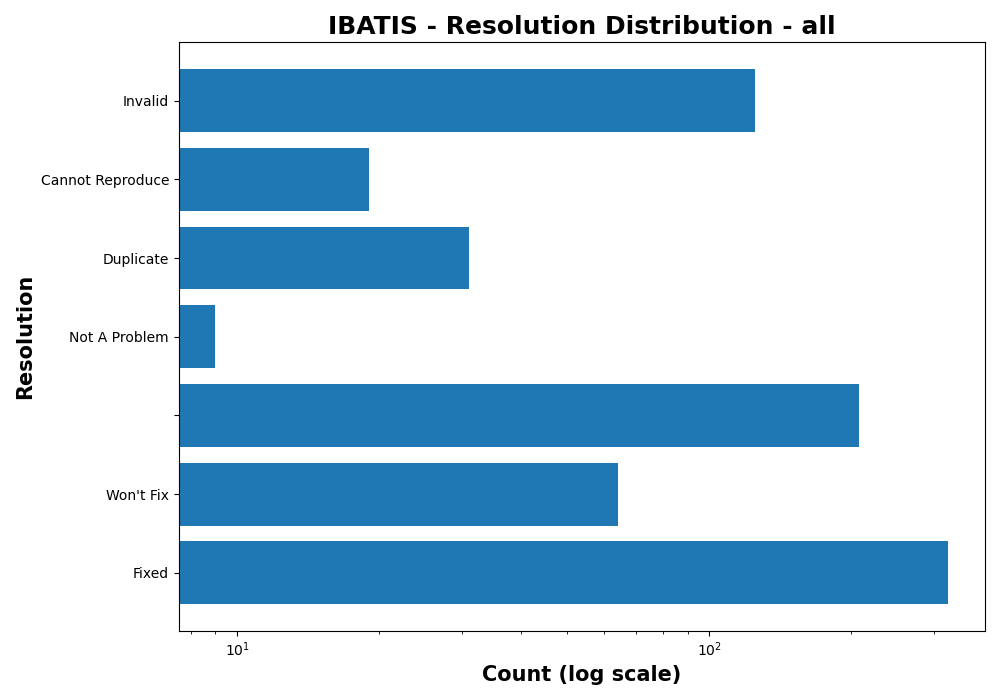 IBATIS - Resolution Distribution - all
Invalid
Cannot Reproduce
Duplicate
Not A Problem
Won't Fix
Fixed
Resolution
10¹ 10²
Count (log scale)